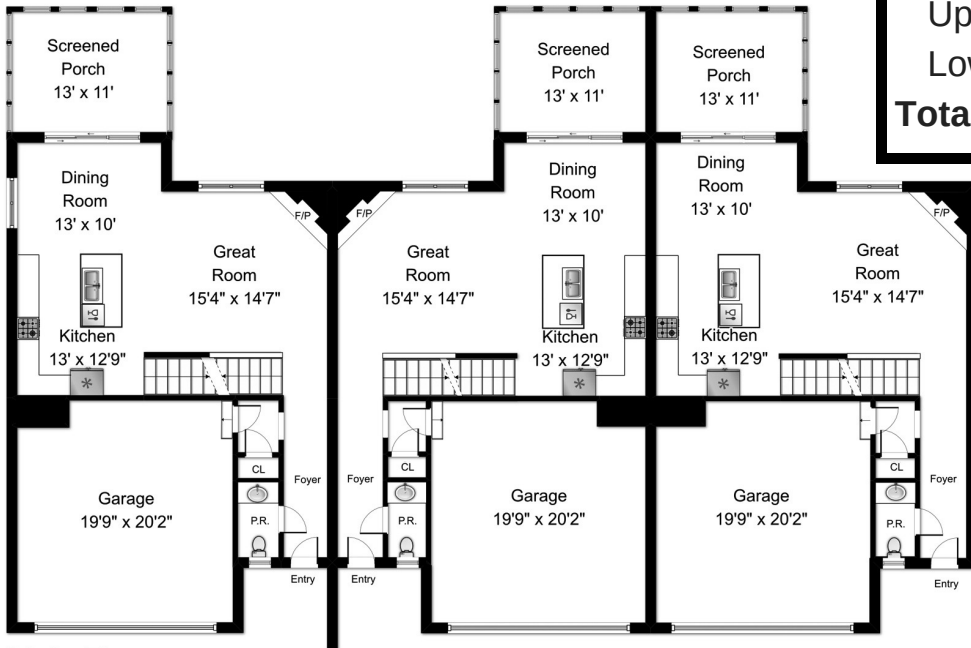 Up
Low
Tota
Screened
Porch
13' x 11'
Dining
Room
13' x 10'
F/P
Great
Room
15'4" x 14'7"
Kitchen
13' x 12'9"
CL
Foyer
P.R.
Garage
19'9" x 20'2"
Entry
Screened
Porch
13' x 11'
Dining
Room
13' x 10'
F/P
Great
Room
15'4" x 14'7"
Kitchen
13' x 12'9"
CL
Foyer
P.R.
Garage
19'9" x 20'2"
Entry
Screened
Porch
13' x 11'
Dining
Room
13' x 10'
F/P
Great
Room
15'4" x 14'7"
Kitchen
13' x 12'9"
CL
Foyer
P.R.
Garage
19'9" x 20'2"
Entry